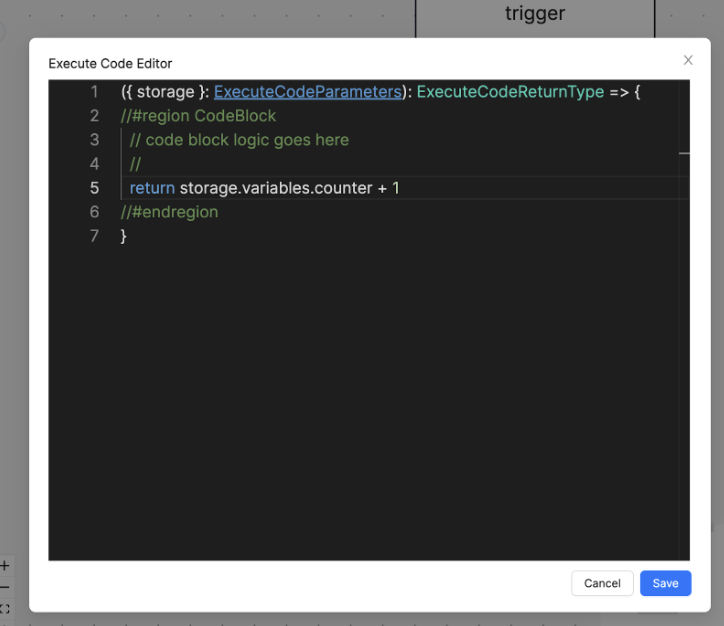 trigger
Execute Code Editor
1 ({ storage }: ExecuteCodeParameters): ExecuteCodeReturnType => {
2 //#region CodeBlock
3 // code block logic goes here
4 //
5 return storage.variables.counter + 1
6 //#endregion
7 }
Cancel Save